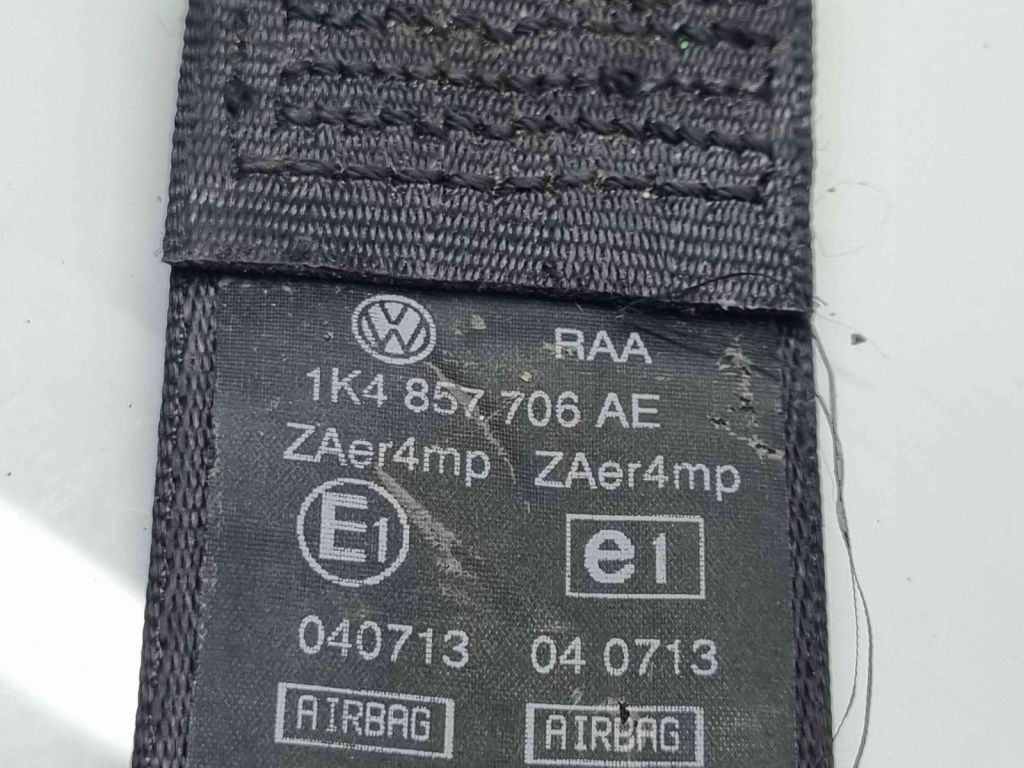 RAA
1K4 857 706 AE
ZAer4mp ZAer4mp
E1 e1
040713 04 0713
AIRBAG AIRBAG